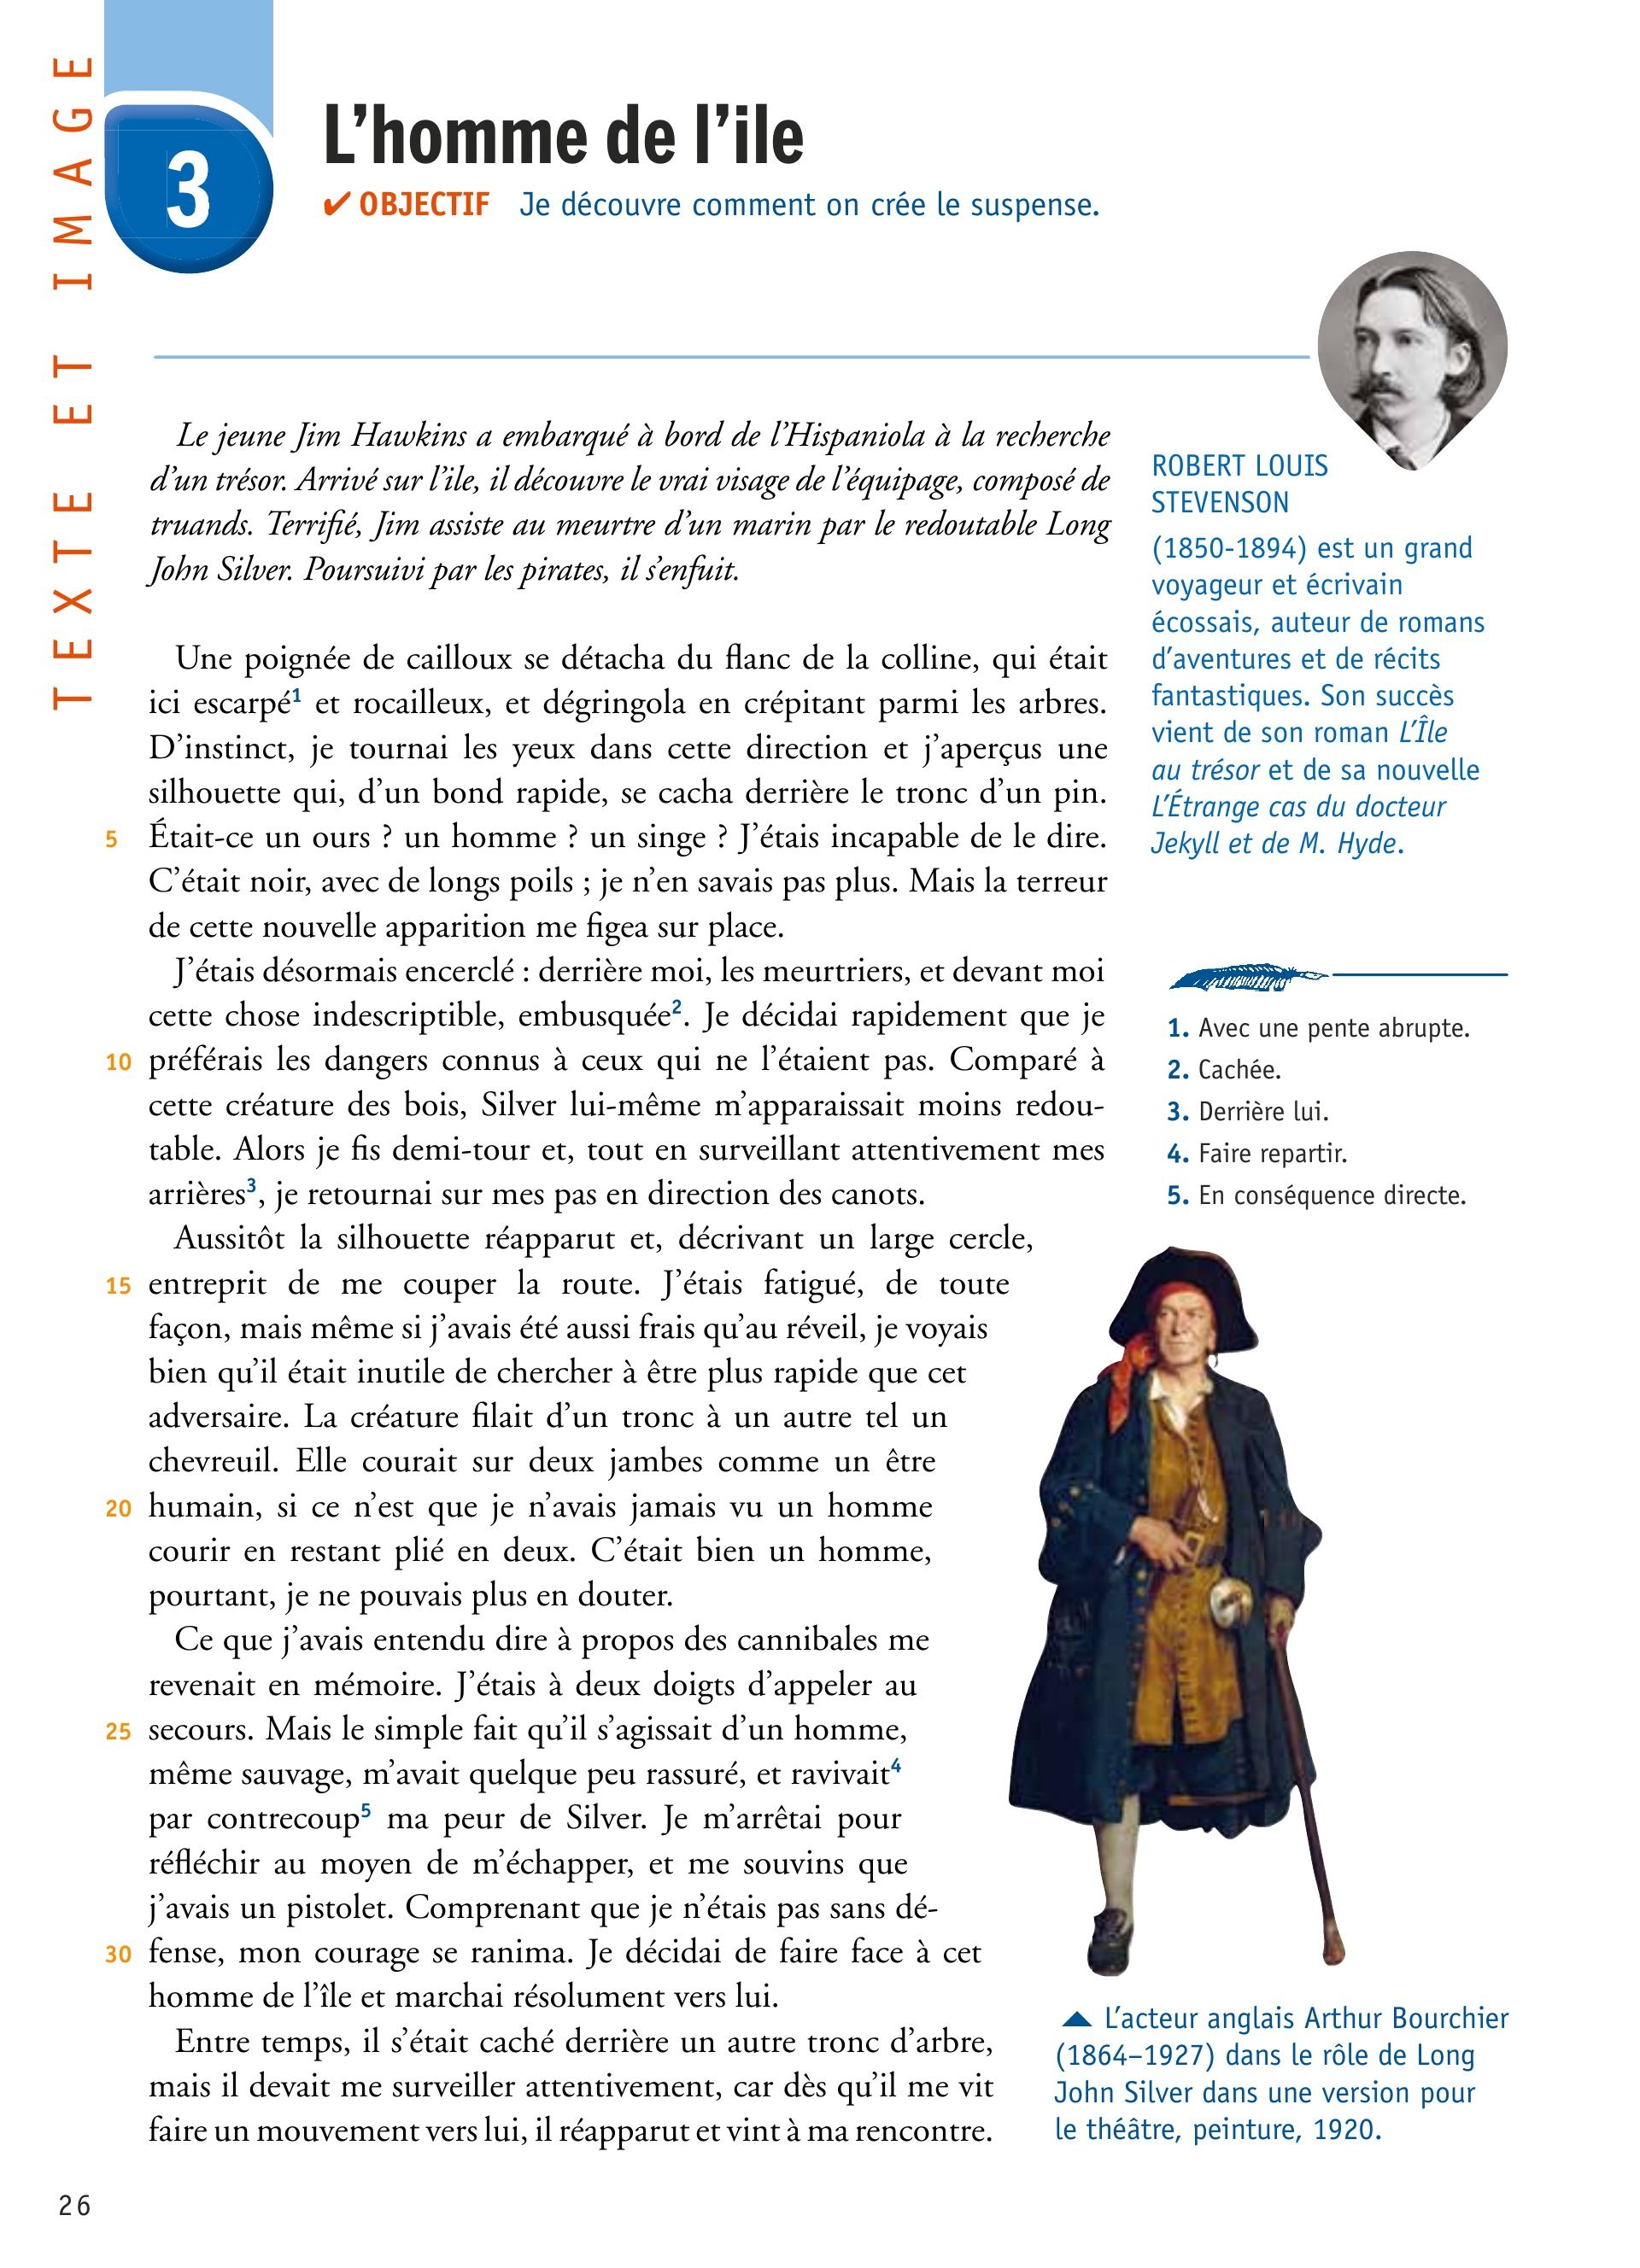 TEXTE ET IMAGE
3
L'homme de l'ile
✔ OBJECTIF Je découvre comment on crée le suspense.
Le jeune Jim Hawkins a embarqué à bord de l'Hispaniola à la recherche
d'un trésor. Arrivé sur l'ile, il découvre le vrai visage de l'équipage, composé de
truands. Terrifié, Jim assiste au meurtre d'un marin par le redoutable Long
John Silver. Poursuivi par les pirates, il s'enfuit.
Une poignée de cailloux se détacha du flanc de la colline, qui était
ici escarpé1 et rocailleux, et dégringola en crépitant parmi les arbres.
D'instinct, je tournai les yeux dans cette direction et j'aperçus une
silhouette qui, d'un bond rapide, se cacha derrière le tronc d'un pin.
5 Était-ce un ours ? un homme ? un singe ? J'étais incapable de le dire.
C'était noir, avec de longs poils ; je n'en savais pas plus. Mais la terreur
de cette nouvelle apparition me figea sur place.
J'étais désormais encerclé : derrière moi, les meurtriers, et devant moi
cette chose indescriptible, embusquée2. Je décidai rapidement que je
10 préférais les dangers connus à ceux qui ne l'étaient pas. Comparé à
cette créature des bois, Silver lui-même m'apparaissait moins redou-
table. Alors je fis demi-tour et, tout en surveillant attentivement mes
arrières3, je retournai sur mes pas en direction des canots.
Aussitôt la silhouette réapparut et, décrivant un large cercle,
15 entreprit de me couper la route. J'étais fatigué, de toute
façon, mais même si j'avais été aussi frais qu'au réveil, je voyais
bien qu'il était inutile de chercher à être plus rapide que cet
adversaire. La créature filait d'un tronc à un autre tel un
chevreuil. Elle courait sur deux jambes comme un être
20 humain, si ce n'est que je n'avais jamais vu un homme
courir en restant plié en deux. C'était bien un homme,
pourtant, je ne pouvais plus en douter.
Ce que j'avais entendu dire à propos des cannibales me
revenait en mémoire. J'étais à deux doigts d'appeler au
25 secours. Mais le simple fait qu'il s'agissait d'un homme,
même sauvage, m'avait quelque peu rassuré, et ravivait4
par contrecoup5 ma peur de Silver. Je m'arrêtai pour
réfléchir au moyen de m'échapper, et me souvins que
j'avais un pistolet. Comprenant que je n'étais pas sans dé-
30 fense, mon courage se ranima. Je décidai de faire face à cet
homme de l'île et marchai résolument vers lui.
Entre temps, il s'était caché derrière un autre tronc d'arbre,
mais il devait me surveiller attentivement, car dès qu'il me vit
faire un mouvement vers lui, il réapparut et vint à ma rencontre.
ROBERT LOUIS
STEVENSON
(1850-1894) est un grand
voyageur et écrivain
écossais, auteur de romans
d'aventures et de récits
fantastiques. Son succès
vient de son roman L'Île
au trésor et de sa nouvelle
L'Étrange cas du docteur
Jekyll et de M. Hyde.
1. Avec une pente abrupte.
2. Cachée.
3. Derrière lui.
4. Faire repartir.
5. En conséquence directe.
▲ L'acteur anglais Arthur Bourchier
(1864–1927) dans le rôle de Long
John Silver dans une version pour
le théâtre, peinture, 1920.
26